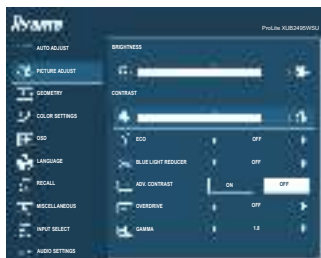 ProLite XUB2495WSU
AUTO ADJUST
PICTURE ADJUST
GEOMETRY
COLOR SETTINGS
OSD
LANGUAGE
RECALL
MISCELLANEOUS
INPUT SELECT
AUDIO SETTINGS
BRIGHTNESS
CONTRAST
ECO OFF
BLUE LIGHT REDUCER OFF
ADV. CONTRAST ON OFF
OVERDRIVE OFF
GAMMA 1.0